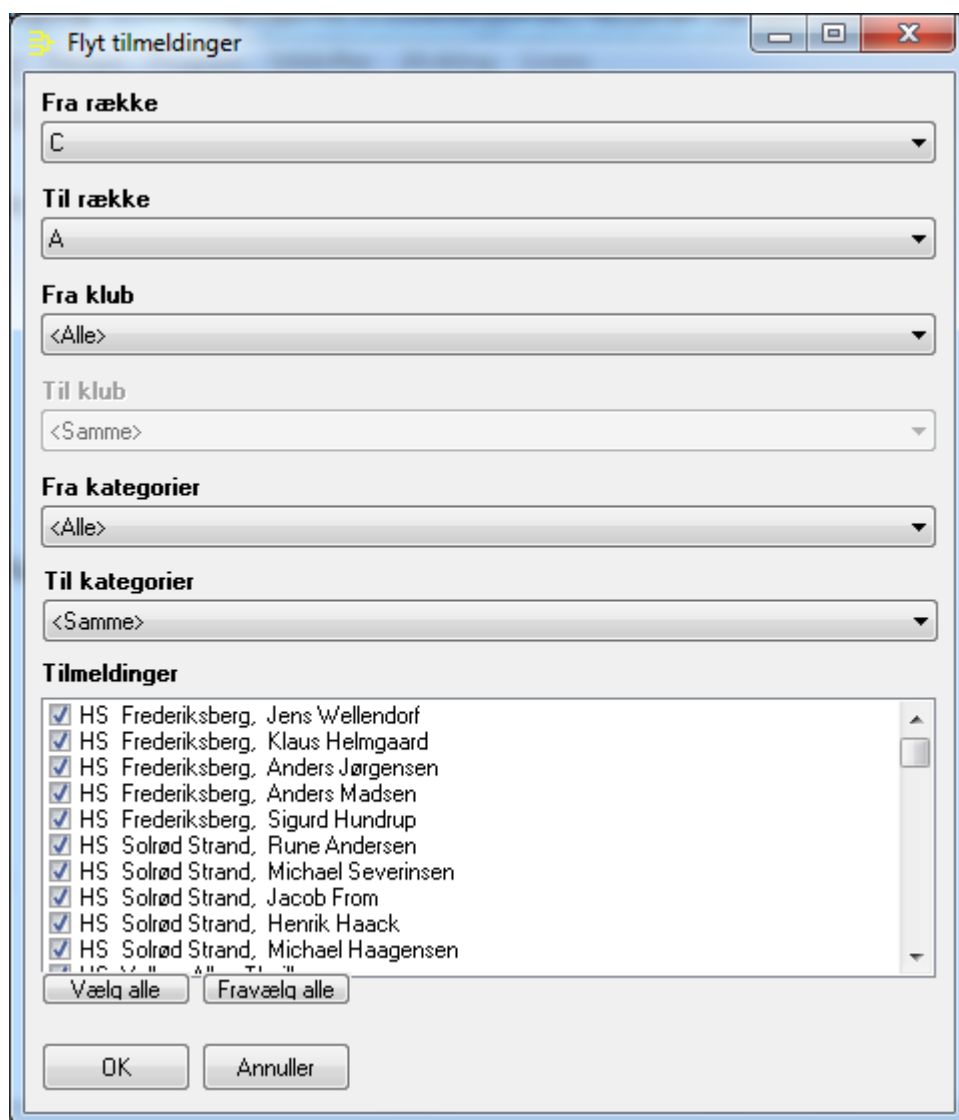 Flyt tilmeldinger
Fra række
C
Til række
A
Fra klub
<Alle>
Til klub
<Samme>
Fra kategorier
<Alle>
Til kategorier
<Samme>
Tilmeldinger
HS Frederiksberg, Jens Wellendorf
HS Frederiksberg, Klaus Helmgaard
HS Frederiksberg, Anders Jørgensen
HS Frederiksberg, Anders Madsen
HS Frederiksberg, Sigurd Hundrup
HS Solrød Strand, Rune Andersen
HS Solrød Strand, Michael Severinsen
HS Solrød Strand, Jacob From
HS Solrød Strand, Henrik Haack
HS Solrød Strand, Michael Haagensen
HS
Vælg alle Fravælg alle
OK Annuller